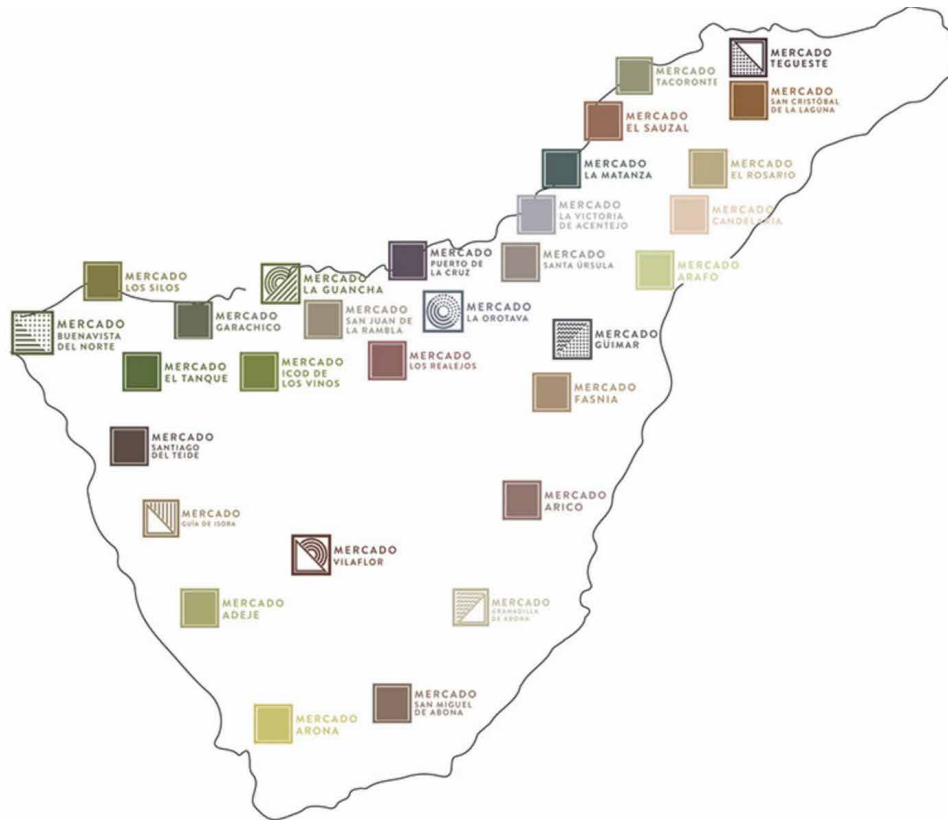 MERCADO
TEGUESTE
MERCADO
TACORONTE
MERCADO
SAN CRISTÓBAL
DE LA LAGUNA
MERCADO
EL SAUZAL
MERCADO
LA MATANZA
MERCADO
EL ROSARIO
MERCADO
LA VICTORIA
DE ACENTEJO
MERCADO
CANDELARIA
MERCADO
PUERTO DE
LA CRUZ
MERCADO
SANTA ÚRSULA
MERCADO
ARAFO
MERCADO
LOS SILOS
MERCADO
LA GUANCHA
MERCADO
BUENAVISTA
DEL NORTE
MERCADO
GARACHICO
MERCADO
SAN JUAN DE
LA RAMBLA
MERCADO
LA OROTAVA
MERCADO
GÜIMAR
MERCADO
EL TANQUE
MERCADO
ICOD DE
LOS VINOS
MERCADO
LOS REALEJOS
MERCADO
FASNIA
MERCADO
SANTIAGO
DEL TEIDE
MERCADO
ARICO
MERCADO
GUÍA DE ISORA
MERCADO
VILAFLOR
MERCADO
ADEJE
MERCADO
GRANADILLA
DE ABONA
MERCADO
SAN MIGUEL
DE ABONA
MERCADO
ARONA